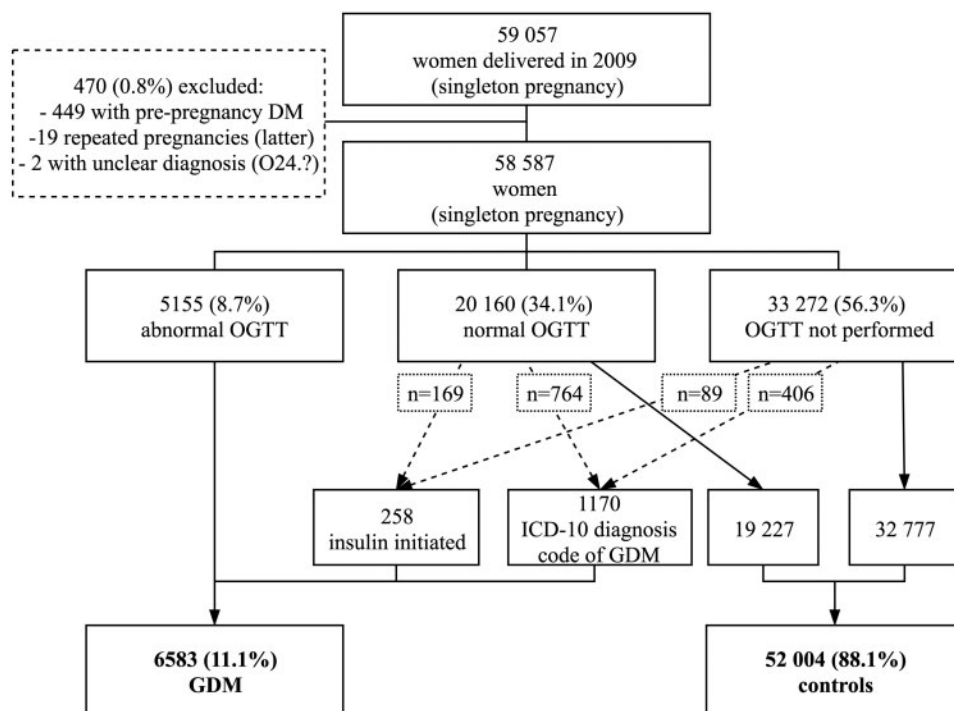 59 057
women delivered in 2009
(singleton pregnancy)
470 (0.8%) excluded:
- 449 with pre-pregnancy DM
-19 repeated pregnancies (latter)
- 2 with unclear diagnosis (O24.?)
58 587
women
(singleton pregnancy)
5155 (8.7%)
abnormal OGTT
20 160 (34.1%)
normal OGTT
33 272 (56.3%)
OGTT not performed
n=169
n=764
n=89
n=406
258
insulin initiated
1170
ICD-10 diagnosis
code of GDM
19 227
32 777
6583 (11.1%)
GDM
52 004 (88.1%)
controls